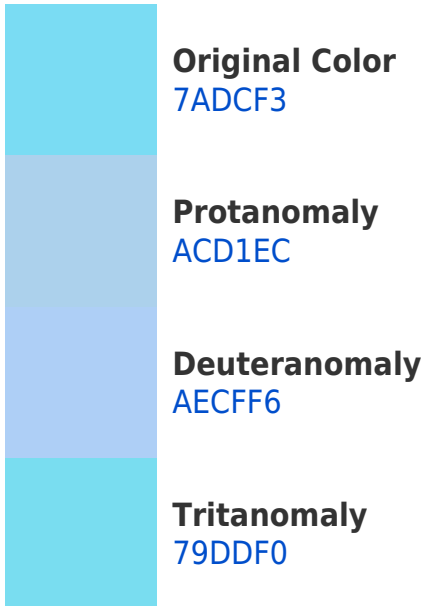 Original Color
7ADCF3
Protanomaly
ACD1EC
Deuteranomaly
AECFF6
Tritanomaly
79DDF0